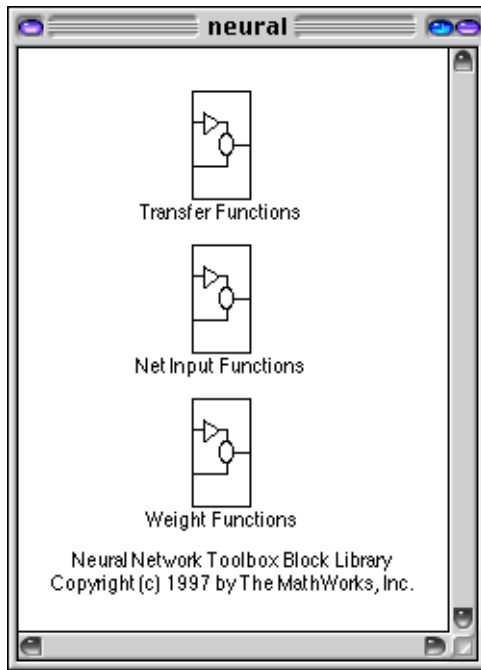 neural
Transfer Functions
Net Input Functions
Weight Functions
Neural Network Toolbox Block Library
Copyright (c) 1997 by The MathWorks, Inc.